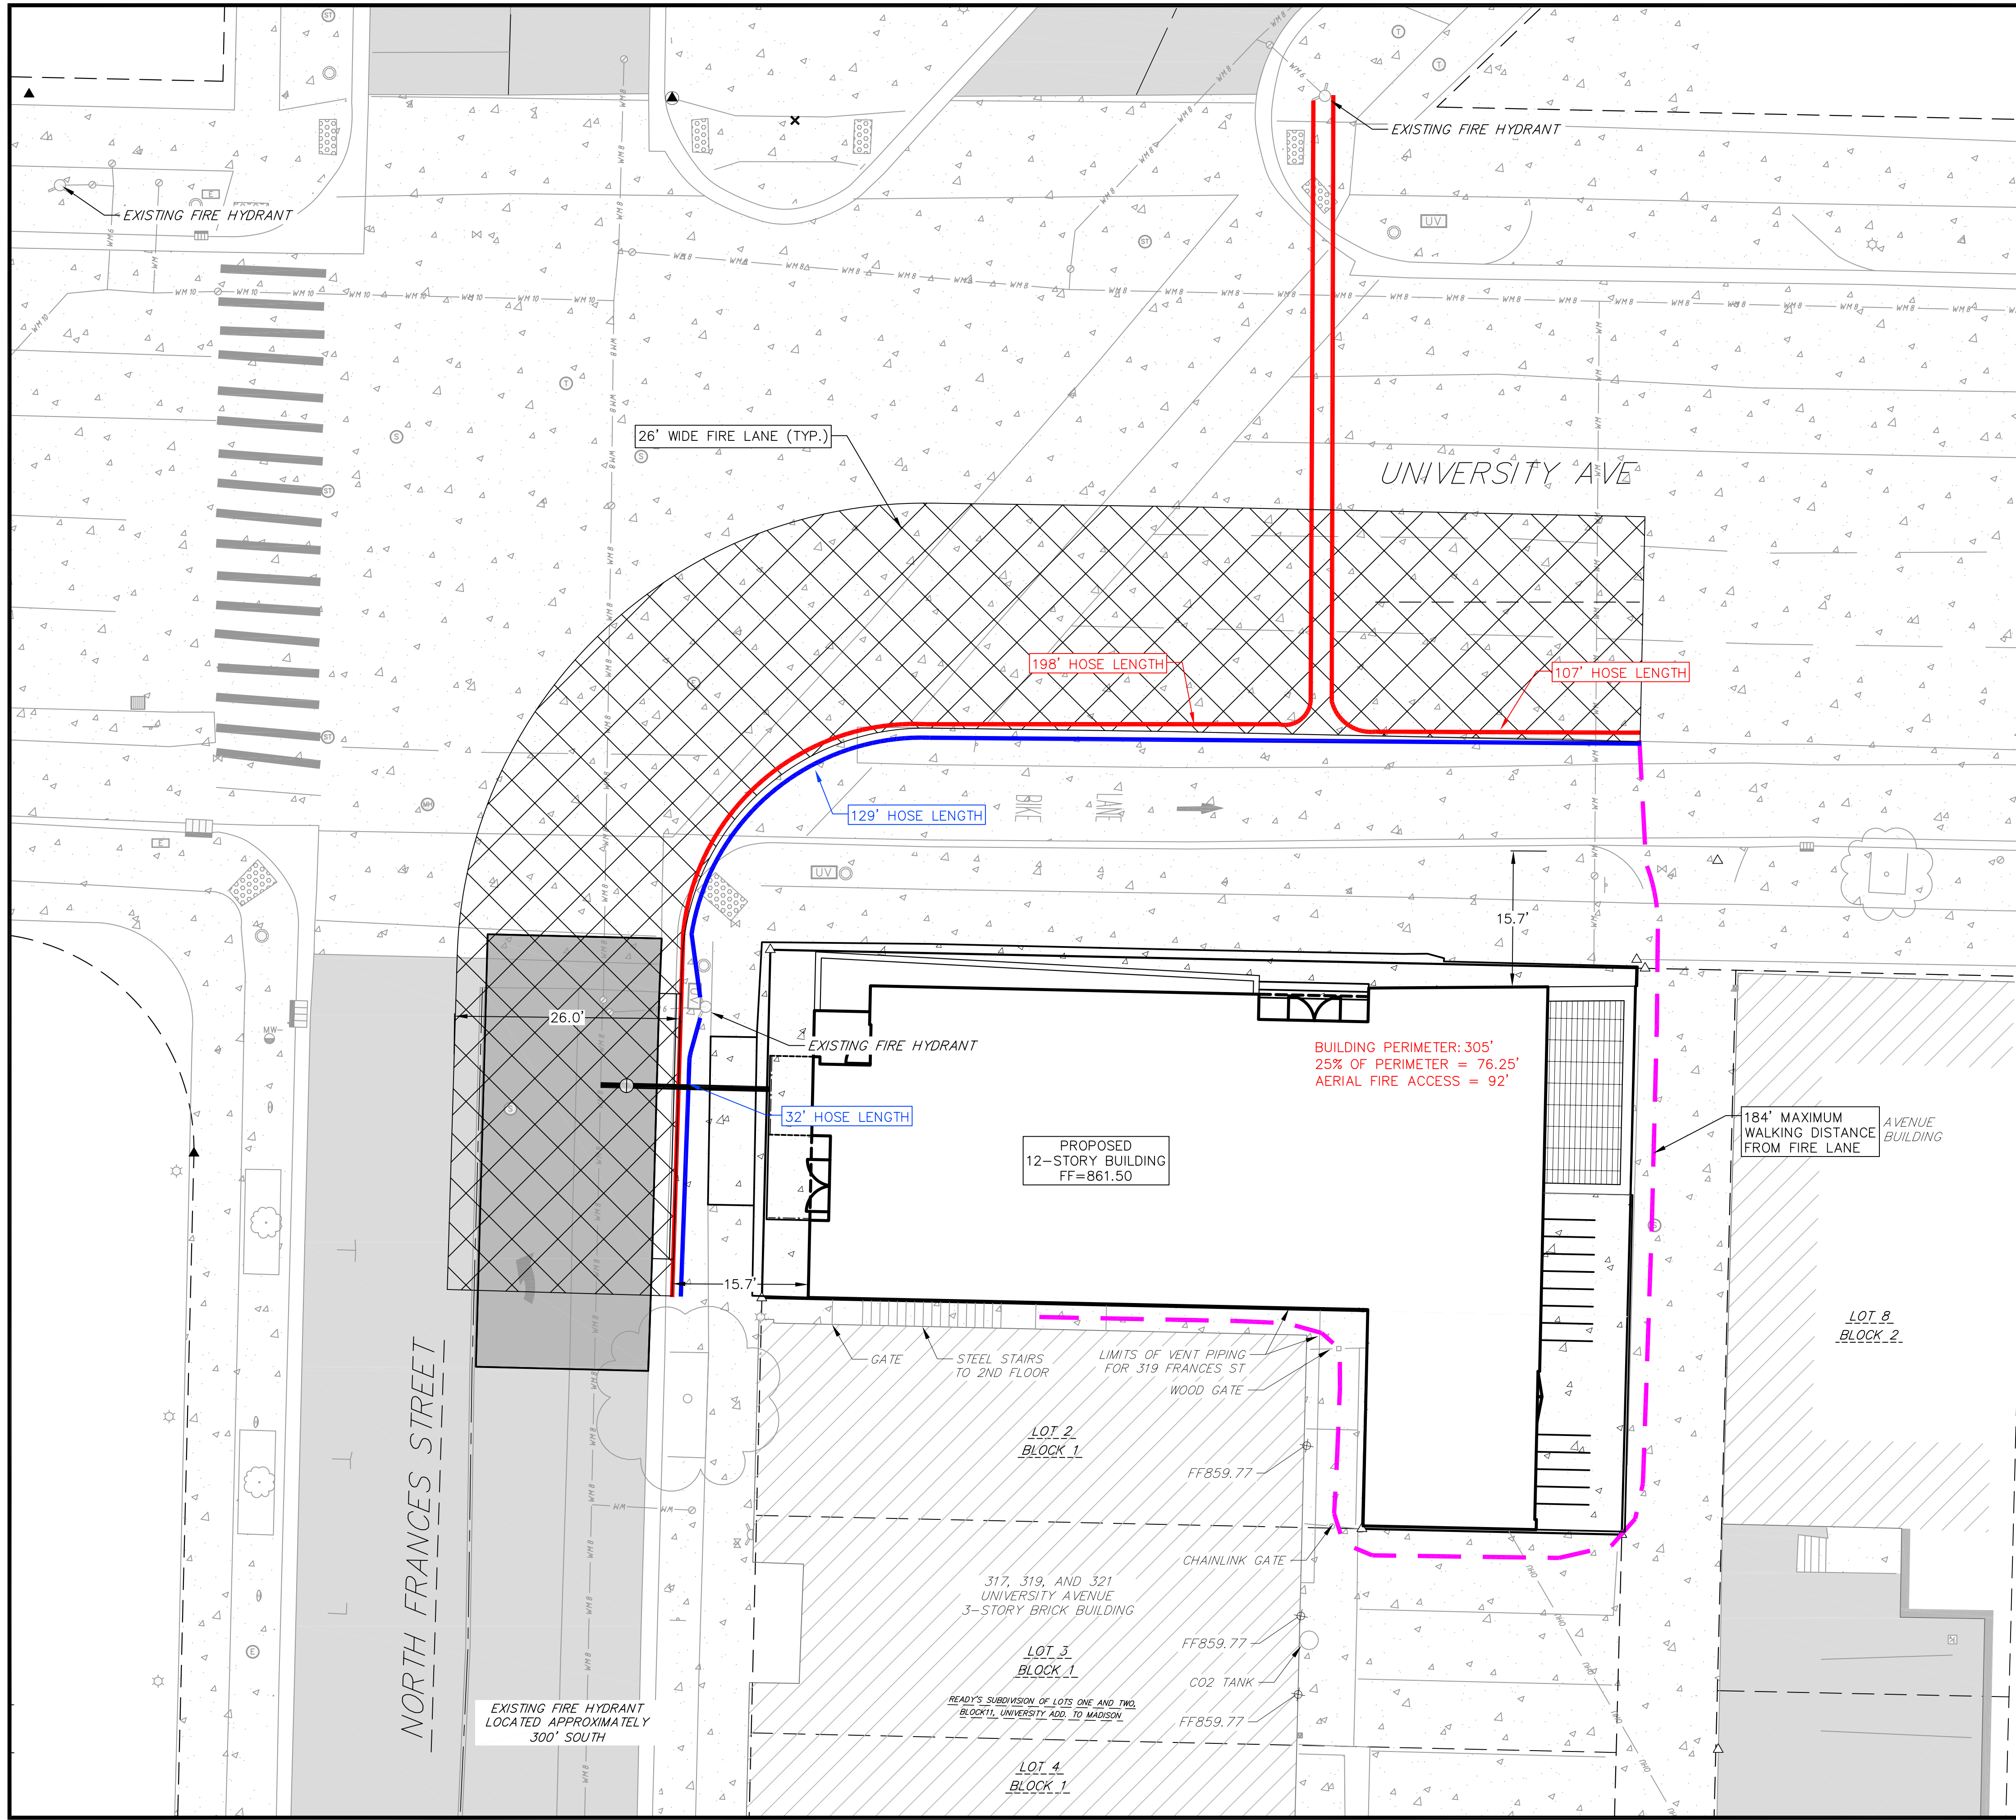 EXISTING FIRE HYDRANT
EXISTING FIRE HYDRANT
UNIVERSITY AVE
26' WIDE FIRE LANE (TYP.)
198' HOSE LENGTH
107' HOSE LENGTH
129' HOSE LENGTH
BIKE
LANE
UV
UV
15.7'
26.0'
EXISTING FIRE HYDRANT
32' HOSE LENGTH
BUILDING PERIMETER: 305'
25% OF PERIMETER = 76.25'
AERIAL FIRE ACCESS = 92'
PROPOSED
12-STORY BUILDING
FF=861.50
184' MAXIMUM
WALKING DISTANCE
FROM FIRE LANE
AVENUE
BUILDING
15.7'
GATE
STEEL STAIRS
TO 2ND FLOOR
LIMITS OF VENT PIPING
FOR 319 FRANCES ST
WOOD GATE
LOT 8
BLOCK 2
LOT 2
BLOCK 1
FF859.77
CHAINLINK GATE
317, 319, AND 321
UNIVERSITY AVENUE
3-STORY BRICK BUILDING
FF859.77
LOT 3
BLOCK 1
CO2 TANK
READY'S SUBDIVISION OF LOTS ONE AND TWO,
BLOCK11, UNIVERSITY ADD. TO MADISON
FF859.77
LOT 4
BLOCK 1
NORTH FRANCES STREET
EXISTING FIRE HYDRANT
LOCATED APPROXIMATELY
300' SOUTH